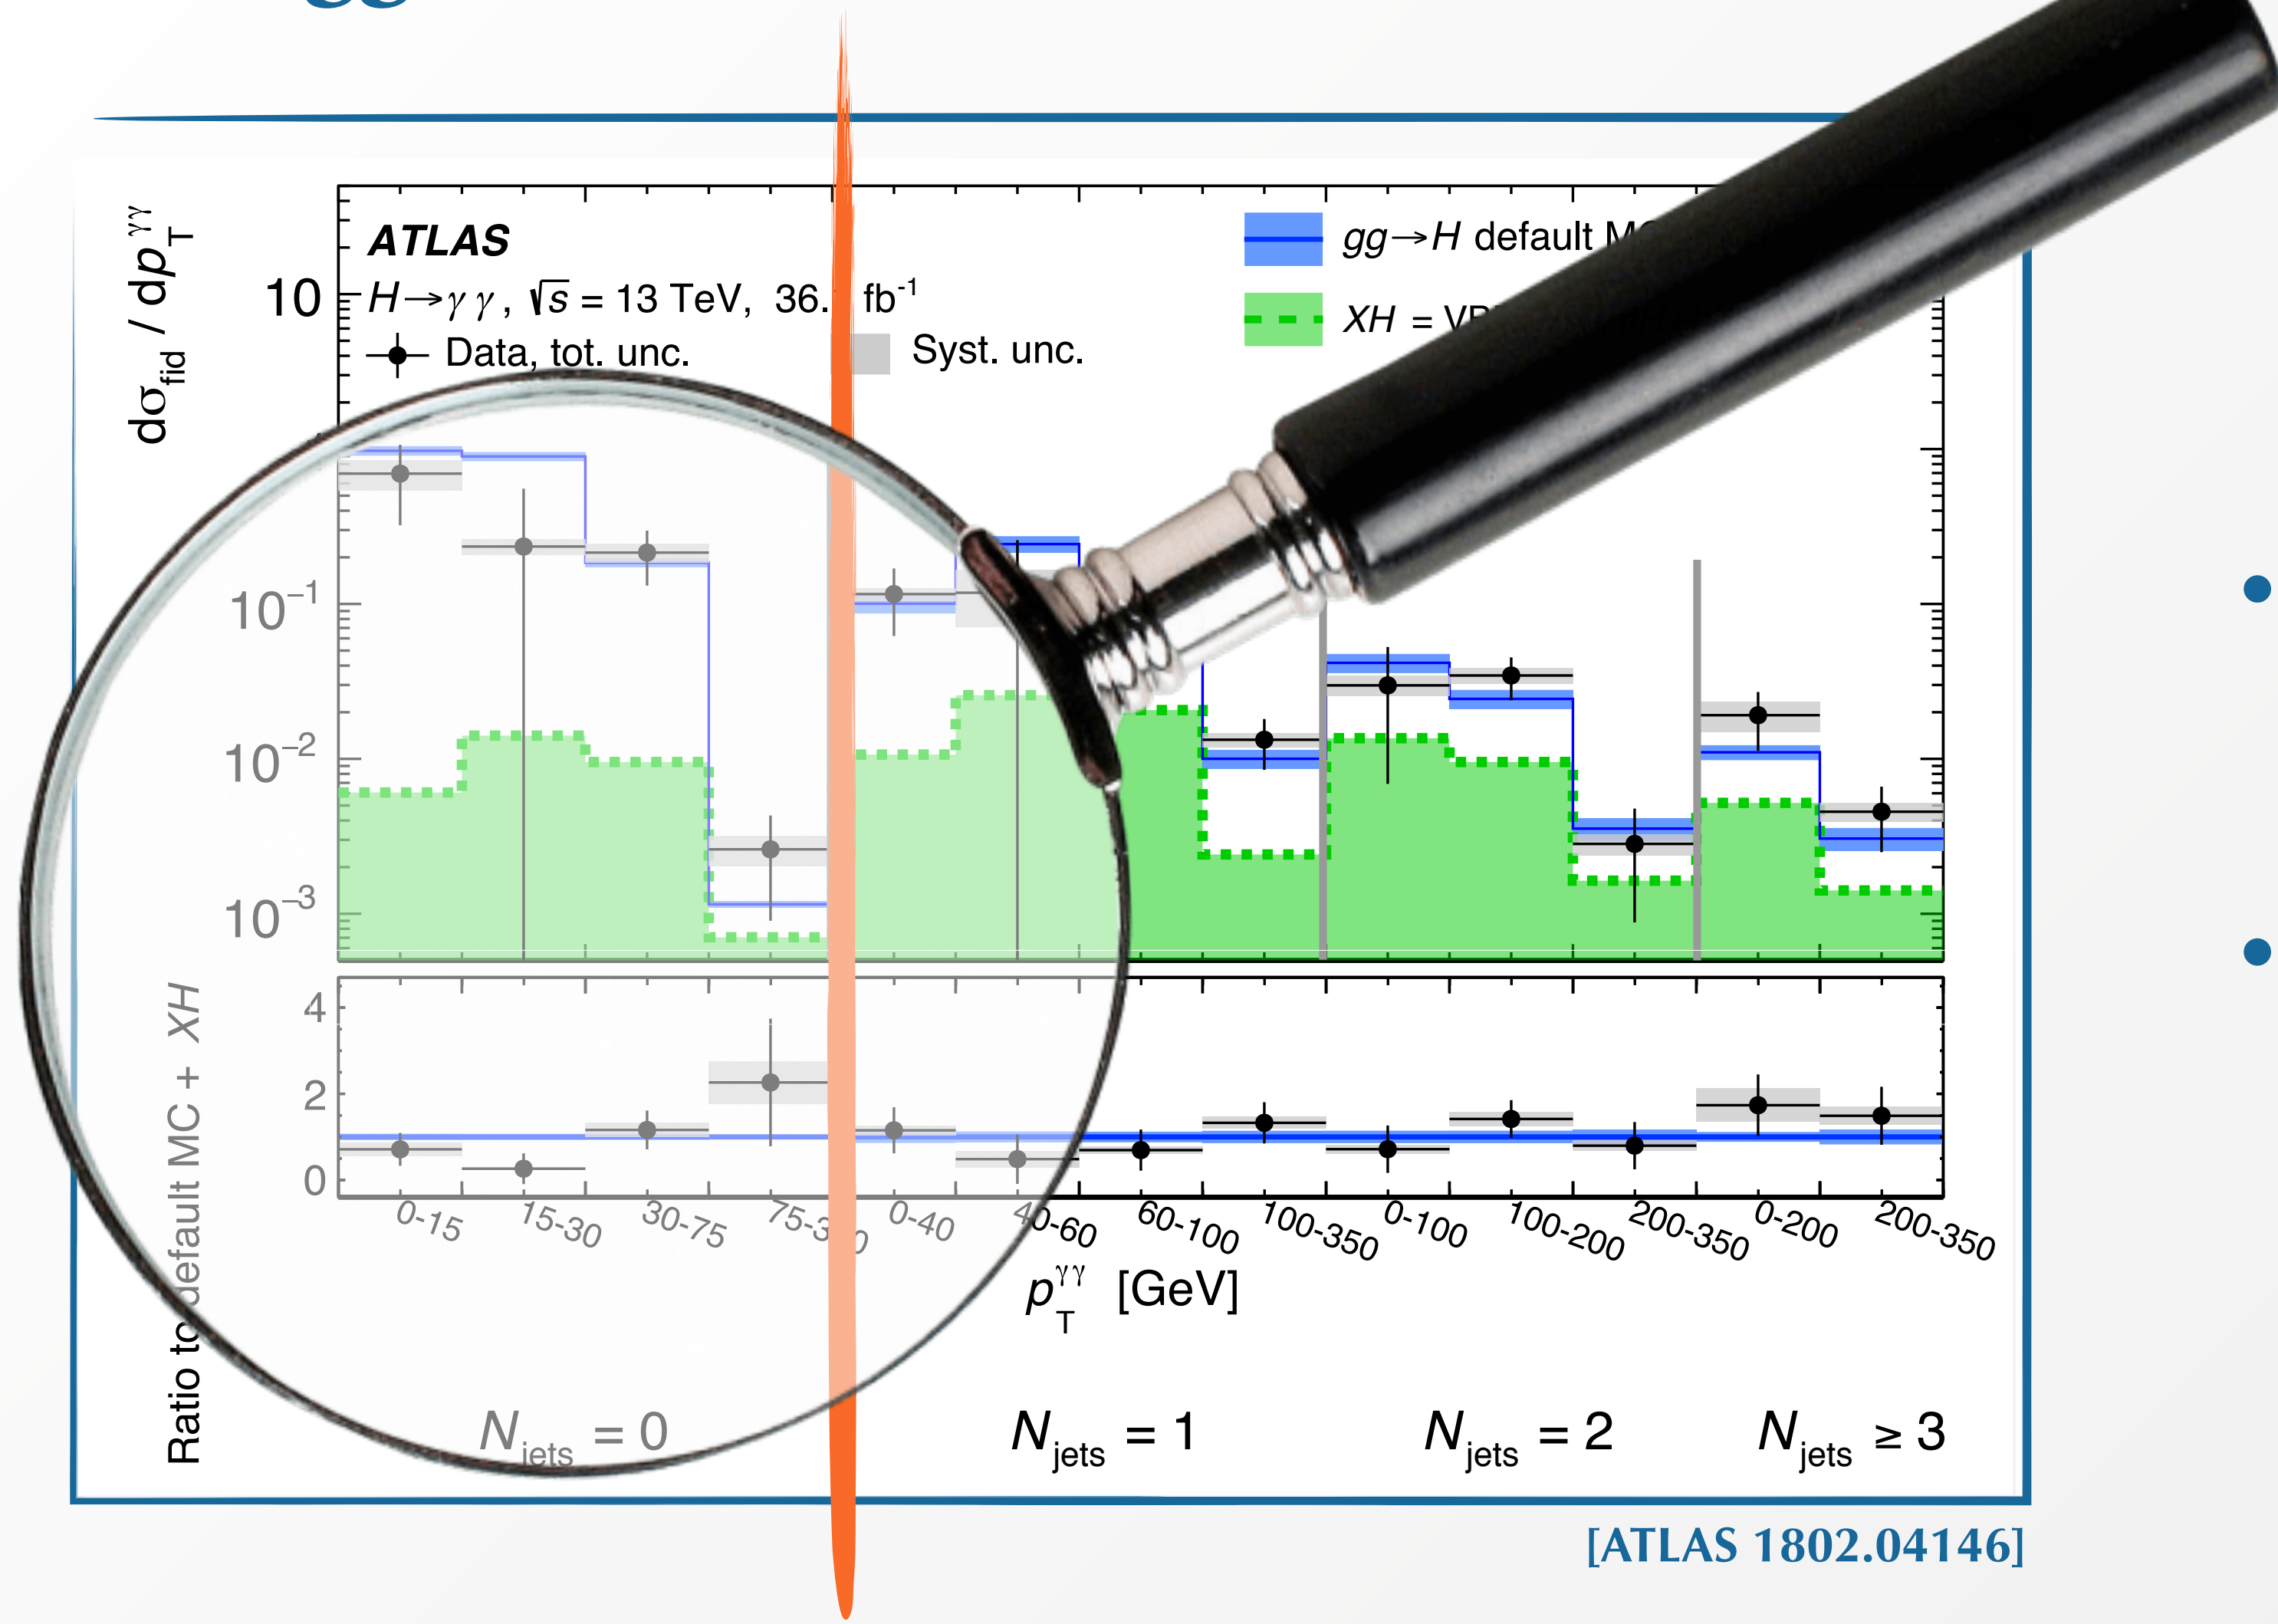 dσfid / dpT^γγ
ATLAS
H→γ γ, √s = 13 TeV, 36. fb-1
Data, tot. unc.
Syst. unc.
gg→H default
XH =
10
10−1
10−2
10−3
Ratio to default MC + XH
4
2
0
0-15 15-30 30-75 0-40 40-60 60-100 100-350 0-100 100-200 200-350 0-200 200-350
pT^γγ [GeV]
Njets = 0 Njets = 1 Njets = 2 Njets ≥ 3
[ATLAS 1802.04146]